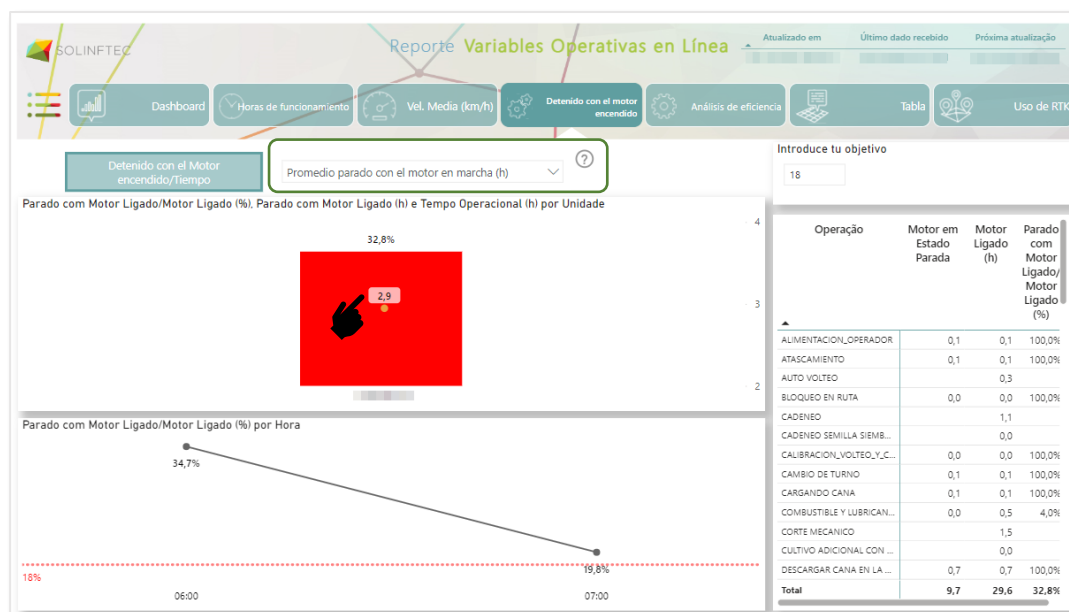 SOLINFTEC
Reporte Variables Operativas en Línea
Atualizado em
Último dado recebido
Próxima atualização
Dashboard
Horas de funcionamiento
Vel. Media (km/h)
Detenido con el motor
encendido
Análisis de eficiencia
Tabla
Uso de RTK
Detenido con el Motor
encendido/Tiempo
Promedio parado con el motor en marcha (h)
?
Introduce tu objetivo
18
Parado com Motor Ligado/Motor Ligado (%), Parado com Motor Ligado (h) e Tempo Operacional (h) por Unidade
4
32,8%
2,9
3
2
Parado com Motor Ligado/Motor Ligado (%) por Hora
34,7%
19,8%
18%
06:00
07:00
Operação
Motor em
Estado
Parada
Motor
Ligado
(h)
Parado
com
Motor
Ligado/
Motor
Ligado
(%)
ALIMENTACION_OPERADOR 0,1 0,1 100,0%
ATASCAMIENTO 0,1 0,1 100,0%
AUTO VOLTEO 0,3
BLOQUEO EN RUTA 0,0 0,0 100,0%
CADENEO 1,1
CADENEO SEMILLA SIEMB... 0,0
CALIBRACION_VOLTEO_Y_C... 0,0 0,0 100,0%
CAMBIO DE TURNO 0,1 0,1 100,0%
CARGANDO CANA 0,1 0,1 100,0%
COMBUSTIBLE Y LUBRICAN... 0,0 0,5 4,0%
CORTE MECANICO 1,5
CULTIVO ADICIONAL CON ... 0,0
DESCARGAR CANA EN LA ... 0,7 0,7 100,0%
Total 9,7 29,6 32,8%